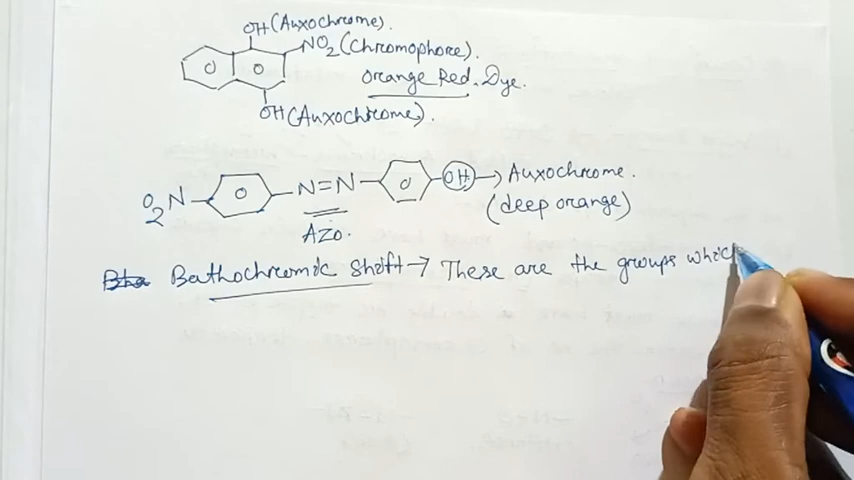 OH (Auxochrome).
NO2 (Chromophore).
Orange Red. Dye.
OH (Auxochrome).
O2N N=N OH → Auxochrome.
(deep orange)
Azo.
Bathochromic shift → These are the groups whic